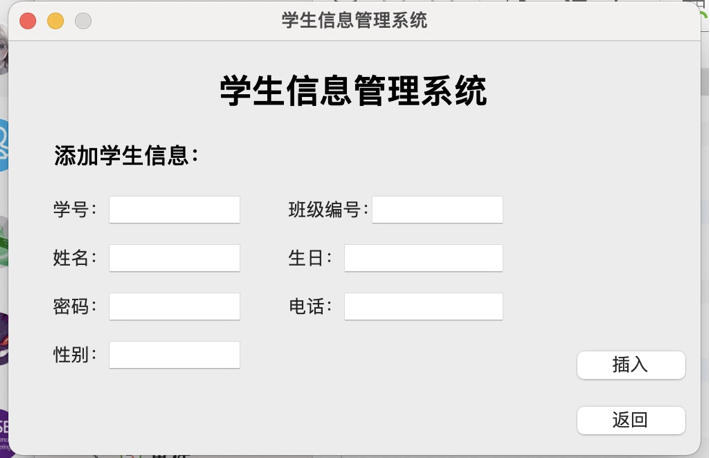 学生信息管理系统
学生信息管理系统
添加学生信息：
学号： 班级编号：
姓名： 生日：
密码： 电话：
性别：
插入
返回